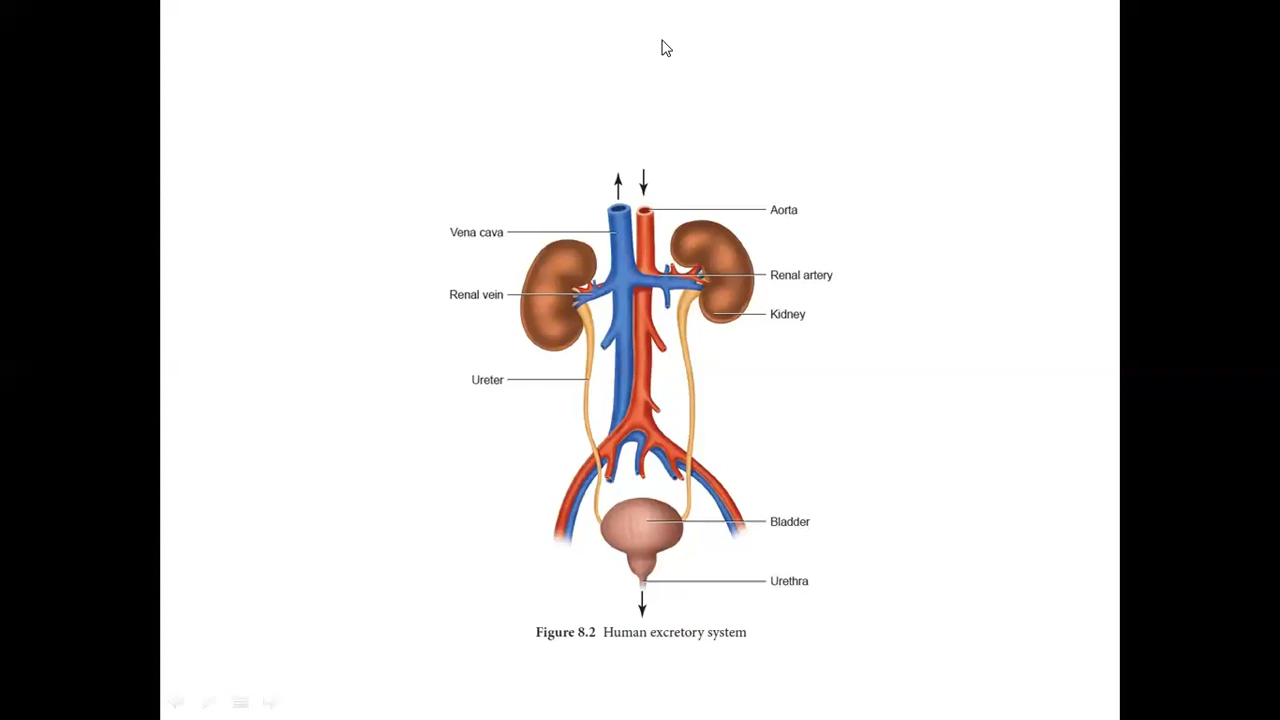 Aorta
Vena cava
Renal artery
Renal vein
Kidney
Ureter
Bladder
Urethra
Figure 8.2 Human excretory system